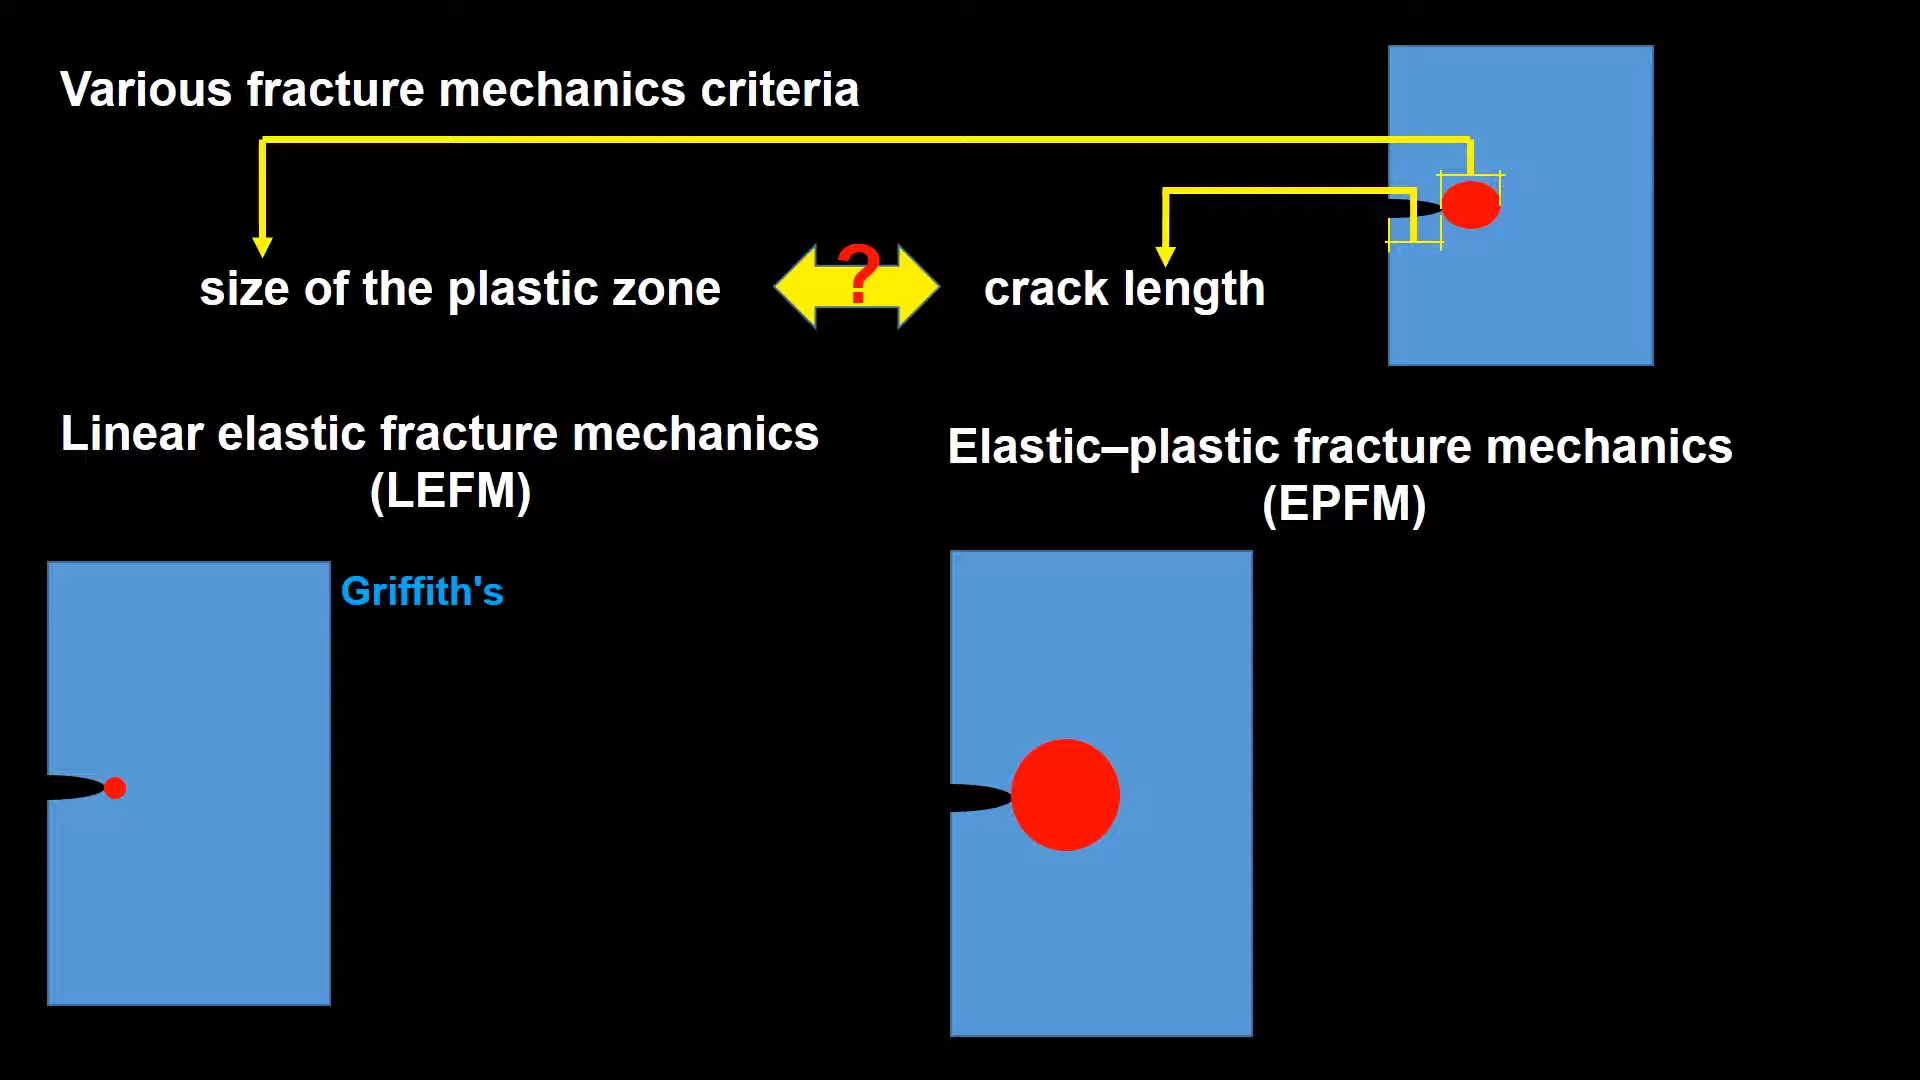 Various fracture mechanics criteria
size of the plastic zone
?
crack length
Linear elastic fracture mechanics
(LEFM)
Elastic–plastic fracture mechanics
(EPFM)
Griffith's